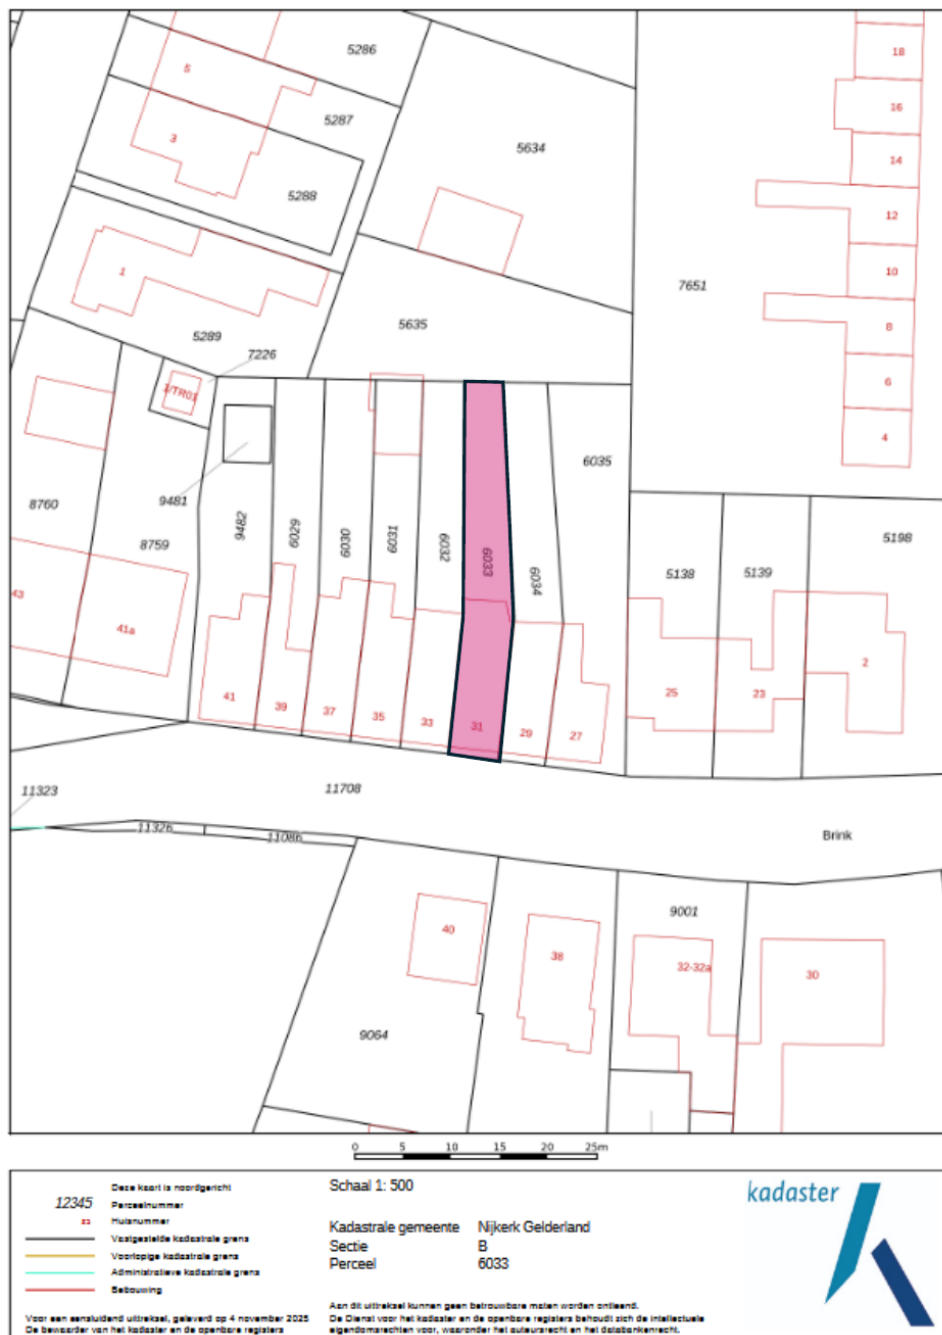 5286
18
5
16
5287
3
5634
14
5288
12
1
10
7651
5635
8
5289
7226
6
1/TR01
4
6035
8760
9481
9482
6029
6030
6031
6032
6033
6034
5198
8759
5138
5139
43
41a
2
41
39
37
35
33
31
29
27
25
23
11323
11708
11326
11086
Brink
9001
40
38
32-32a
30
9064
0 5 10 15 20 25m
Deze kaart is noordgericht
12345 Perceelnummer
21 Huisnummer
Vastgestelde kadastrale grens
Voorlopige kadastrale grens
Administratieve kadastrale grens
Bebouwing
Voor een eensluidend uittreksel, geleverd op 4 november 2025
De bewaarder van het kadaster en de openbare registers
Schaal 1: 500
Kadastrale gemeente Nijkerk Gelderland
Sectie B
Perceel 6033
Aan dit uittreksel kunnen geen betrouwbare maten worden ontleend.
De Dienst voor het kadaster en de openbare registers behoudt zich de intellectuele
eigendomsrechten voor, waaronder het auteursrecht en het databankenrecht.
kadaster